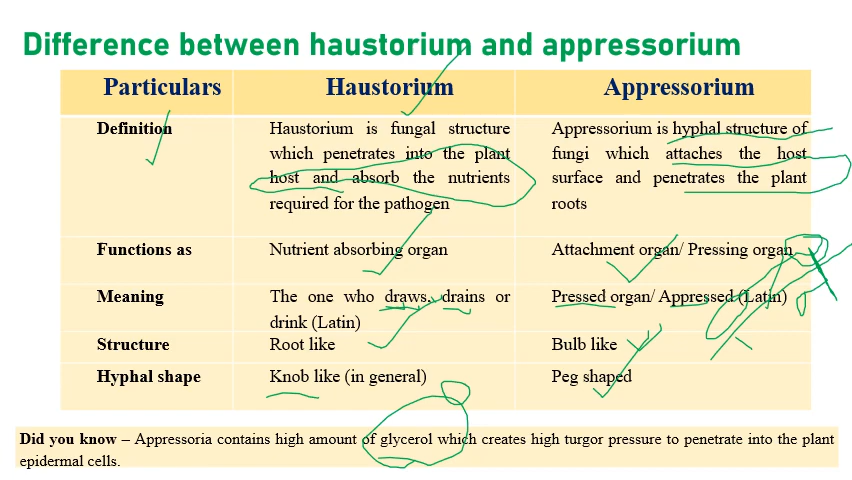 Difference between haustorium and appressorium
Particulars Haustorium Appressorium
Definition Haustorium is fungal structure Appressorium is hyphal structure of
which penetrates into the plant fungi which attaches the host
host and absorb the nutrients surface and penetrates the plant
required for the pathogen roots
Functions as Nutrient absorbing organ Attachment organ/ Pressing organ
Meaning The one who draws, drains or Pressed organ/ Appressed (Latin)
drink (Latin)
Structure Root like Bulb like
Hyphal shape Knob like (in general) Peg shaped
Did you know – Appressoria contains high amount of glycerol which creates high turgor pressure to penetrate into the plant
epidermal cells.